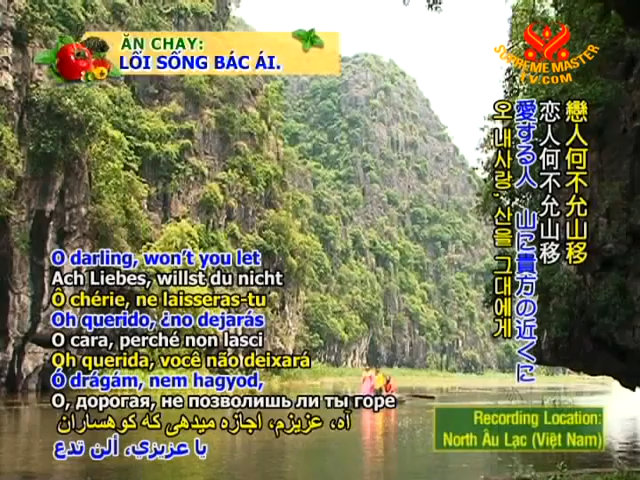 ĂN CHAY:
LỐI SỐNG BÁC ÁI.
SUPREME MASTER
TV.COM
戀人何不允山移
恋人何不允山移
愛する人 山に貴方の近くに
오 내사랑 산을 그대에게
O darling, won't you let
Ach Liebes, willst du nicht
Ô chérie, ne laisseras-tu
Oh querido, ¿no dejarás
O cara, perché non lasci
Oh querida, você não deixará
Ó drágám, nem hagyod,
О, дорогая, не позволишь ли ты горе
آه، عزیزم، اجازه میدهی که کوهساران
يا عزيزي، ألن تدع
Recording Location:
North Âu Lạc (Việt Nam)